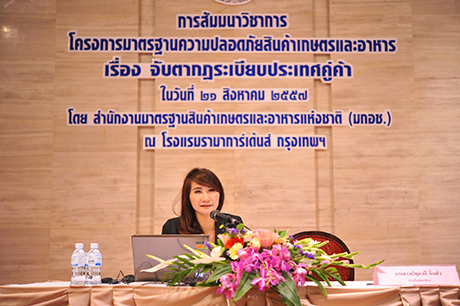 การสัมมนาวิชาการ
โครงการมาตรฐานความปลอดภัยสินค้าเกษตรและอาหาร
เรื่อง จับตากฎระเบียบประเทศคู่ค้า
ในวันที่ ๒๑ สิงหาคม ๒๕๕๗
โดย สำนักงานมาตรฐานสินค้าเกษตรและอาหารแห่งชาติ (มกอช.)
ณ โรงแรมรามาการ์เด้นส์ กรุงเทพฯ